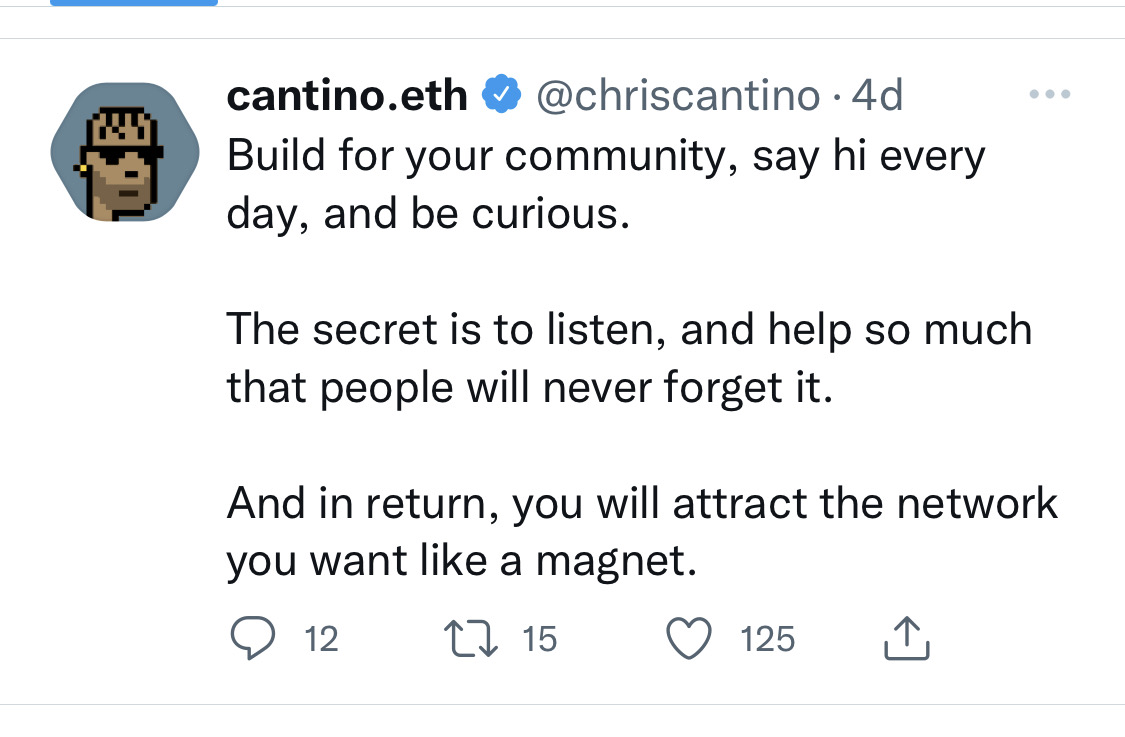 cantino.eth @chriscantino · 4d
Build for your community, say hi every
day, and be curious.
The secret is to listen, and help so much
that people will never forget it.
And in return, you will attract the network
you want like a magnet.
12 15 125